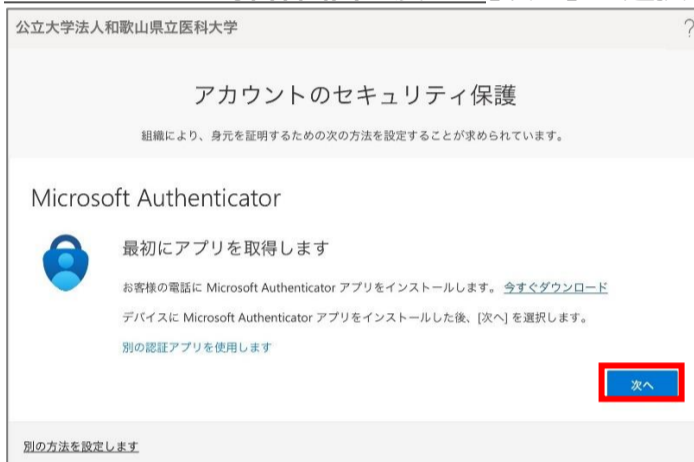 公立大学法人和歌山県立医科大学
?
アカウントのセキュリティ保護
組織により、身元を証明するための次の方法を設定することが求められています。
Microsoft Authenticator
最初にアプリを取得します
お客様の電話に Microsoft Authenticator アプリをインストールします。 今すぐダウンロード
デバイスに Microsoft Authenticator アプリをインストールした後、[次へ] を選択します。
別の認証アプリを使用します
次へ
別の方法を設定します